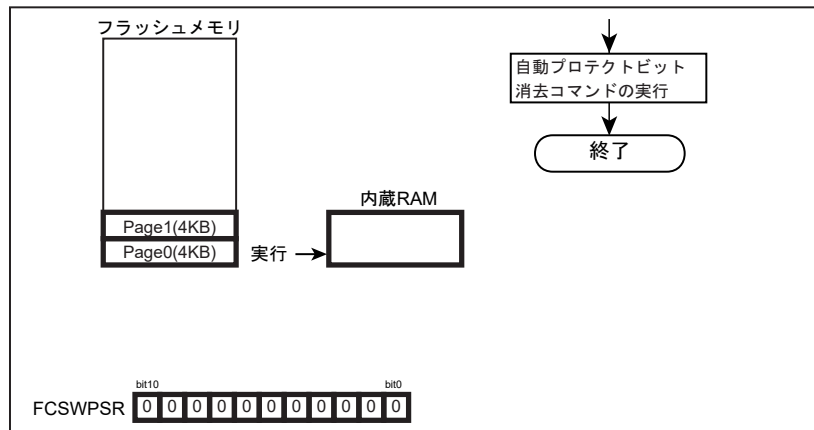 フラッシュメモリ
自動プロテクトビット
消去コマンドの実行
終了
内蔵RAM
Page1(4KB)
Page0(4KB)
実行
bit10 bit0
FCSWPSR 0 0 0 0 0 0 0 0 0 0 0